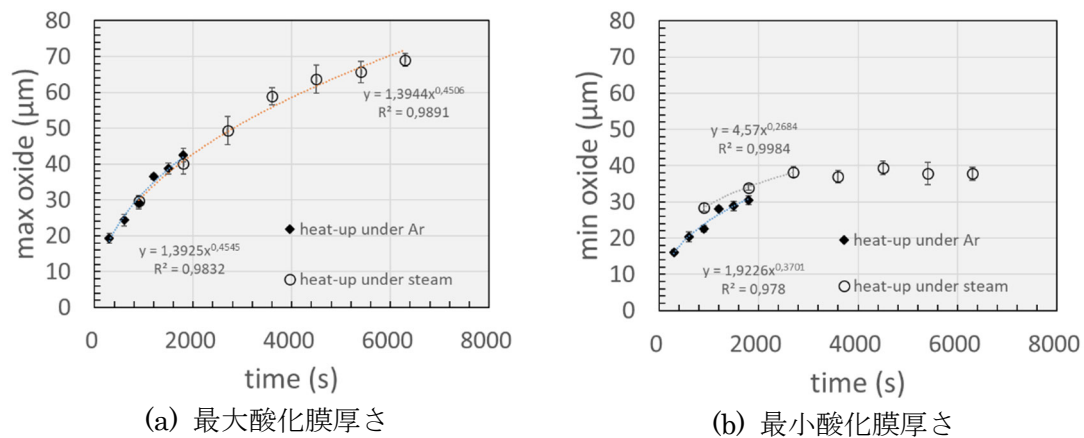 80
70
60
50
40
30
20
10
0
max oxide (µm)
y = 1,3944x^0,4506
R² = 0,9891
y = 1,3925x^0,4545
R² = 0,9832
heat-up under Ar
heat-up under steam
0 2000 4000 6000 8000
time (s)
(a) 最大酸化膜厚さ
80
70
60
50
40
30
20
10
0
min oxide (µm)
y = 4,57x^0,2684
R² = 0,9984
heat-up under Ar
y = 1,9226x^0,3701
R² = 0,978
heat-up under steam
0 2000 4000 6000 8000
time (s)
(b) 最小酸化膜厚さ